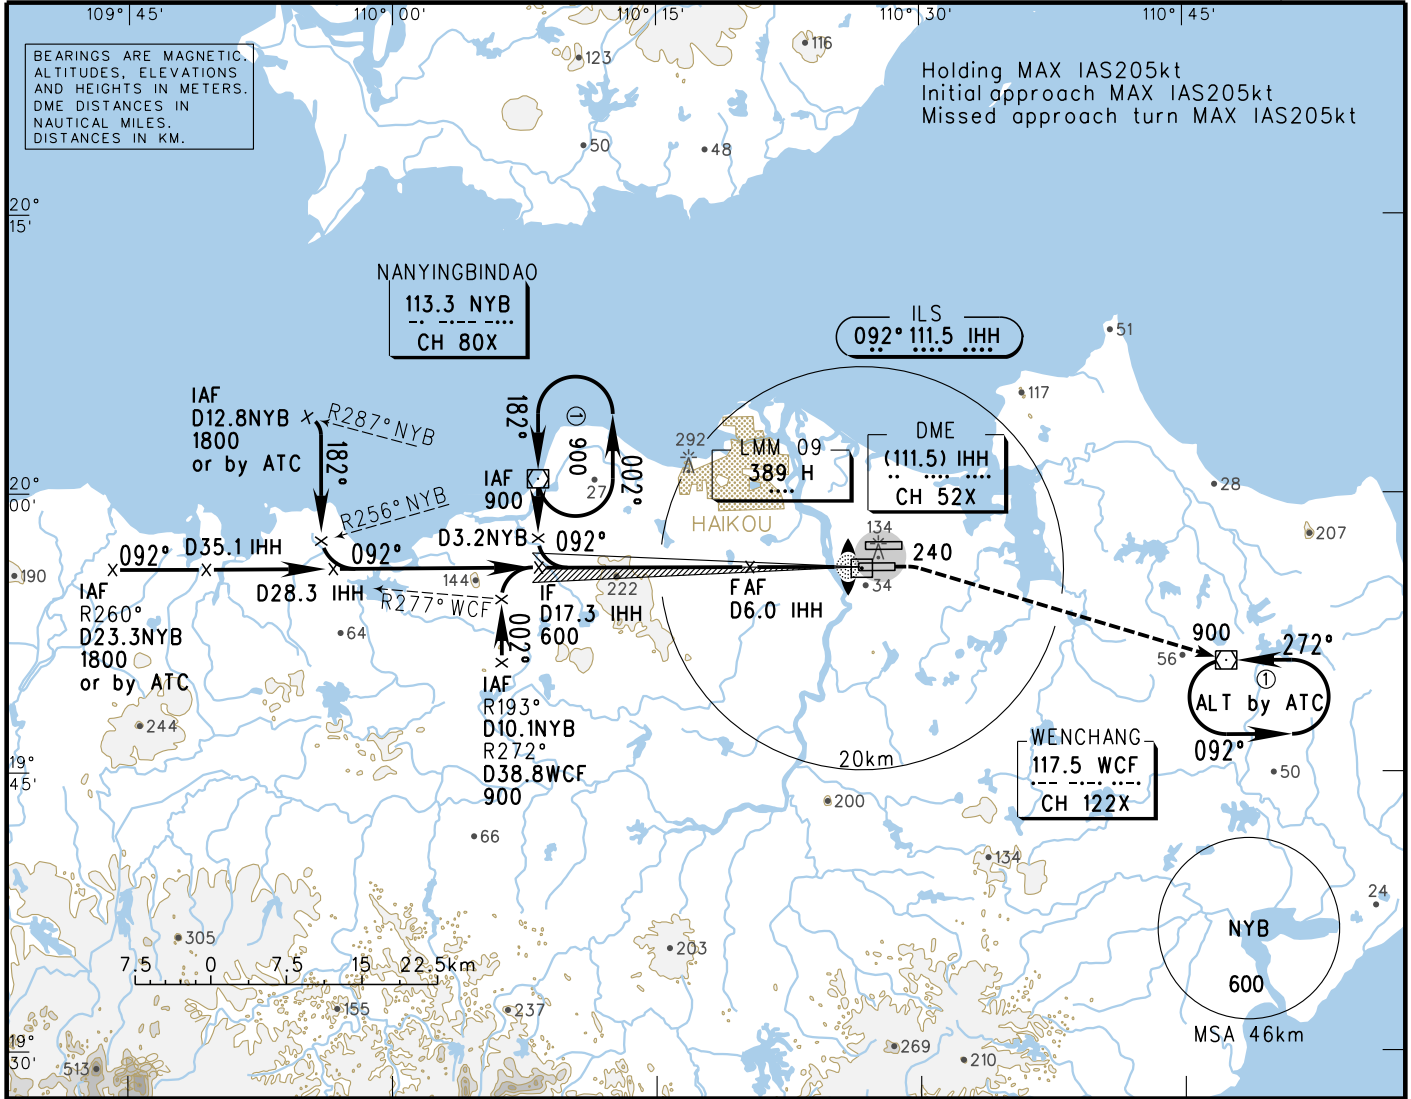 109° 45'
110° 00'
110° 15'
110° 30'
110° 45'
BEARINGS ARE MAGNETIC.
ALTITUDES, ELEVATIONS
AND HEIGHTS IN METERS.
DME DISTANCES IN
NAUTICAL MILES.
DISTANCES IN KM.
123
116
50
48
Holding MAX IAS205kt
Initial approach MAX IAS205kt
Missed approach turn MAX IAS205kt
20°
15'
NANYINGBINDAO
113.3 NYB
CH 80X
ILS
092° 111.5 IHH
51
117
IAF
D12.8NYB
1800
or by ATC
R287° NYB
182°
182°
① 900
002°
IAF
900
27
292
LMM 09
389 H
HAIKOU
DME
(111.5) IHH
CH 52X
28
207
20°
00'
R256° NYB
D3.2NYB
092°
134
240
092°
D35.1 IHH
092°
190
D28.3 IHH
144
R277° WCF
222
34
IAF
R260°
D23.3NYB
1800
or by ATC
64
002°
IF
D17.3 IHH
600
FAF
D6.0 IHH
900
56
272°
①
ALT by ATC
092°
IAF
R193°
D10.1NYB
R272°
D38.8WCF
900
244
20km
WENCHANG
117.5 WCF
CH 122X
50
19°
45'
200
66
134
24
NYB
600
MSA 46km
305
203
7.5 0 7.5 15 22.5km
155
237
269
210
19°
30'
513